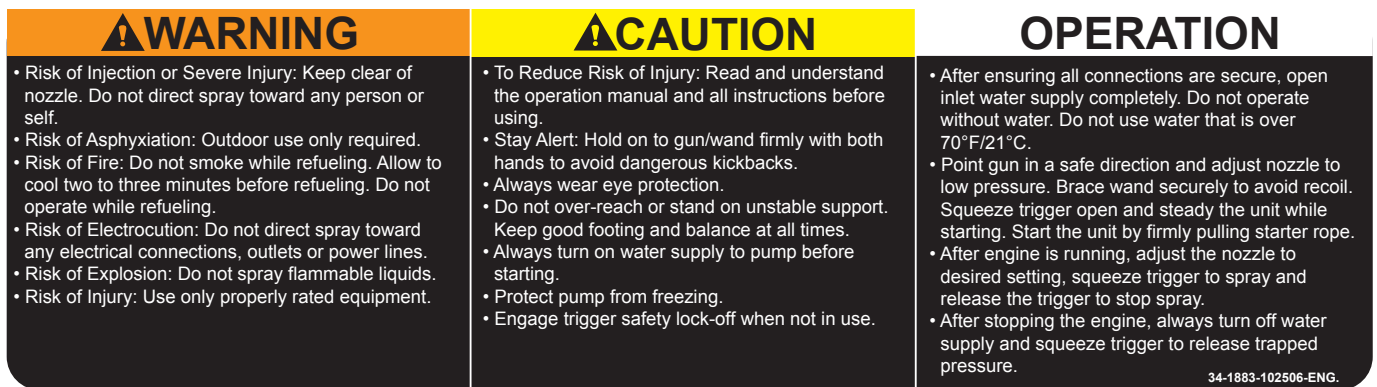 WARNING
• Risk of Injection or Severe Injury: Keep clear of
nozzle. Do not direct spray toward any person or
self.
• Risk of Asphyxiation: Outdoor use only required.
• Risk of Fire: Do not smoke while refueling. Allow to
cool two to three minutes before refueling. Do not
operate while refueling.
• Risk of Electrocution: Do not direct spray toward
any electrical connections, outlets or power lines.
• Risk of Explosion: Do not spray flammable liquids.
• Risk of Injury: Use only properly rated equipment.
CAUTION
• To Reduce Risk of Injury: Read and understand
the operation manual and all instructions before
using.
• Stay Alert: Hold on to gun/wand firmly with both
hands to avoid dangerous kickbacks.
• Always wear eye protection.
• Do not over-reach or stand on unstable support.
Keep good footing and balance at all times.
• Always turn on water supply to pump before
starting.
• Protect pump from freezing.
• Engage trigger safety lock-off when not in use.
OPERATION
• After ensuring all connections are secure, open
inlet water supply completely. Do not operate
without water. Do not use water that is over
70°F/21°C.
• Point gun in a safe direction and adjust nozzle to
low pressure. Brace wand securely to avoid recoil.
Squeeze trigger open and steady the unit while
starting. Start the unit by firmly pulling starter rope.
• After engine is running, adjust the nozzle to
desired setting, squeeze trigger to spray and
release the trigger to stop spray.
• After stopping the engine, always turn off water
supply and squeeze trigger to release trapped
pressure.
34-1883-102506-ENG.